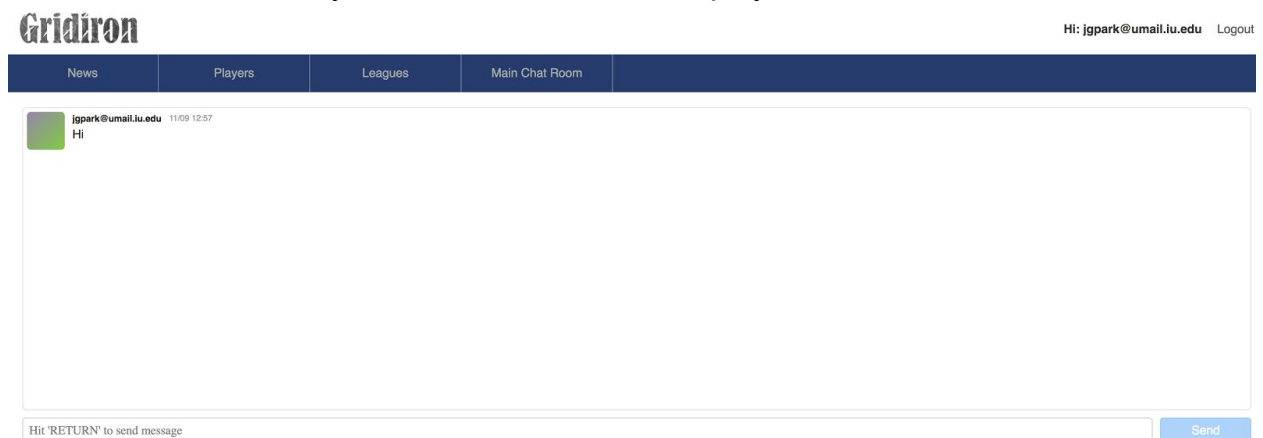 Gridiron
Hi: jgpark@umail.iu.edu Logout
News Players Leagues Main Chat Room
jgpark@umail.iu.edu 11/09 12:57
Hi
Hit 'RETURN' to send message Send